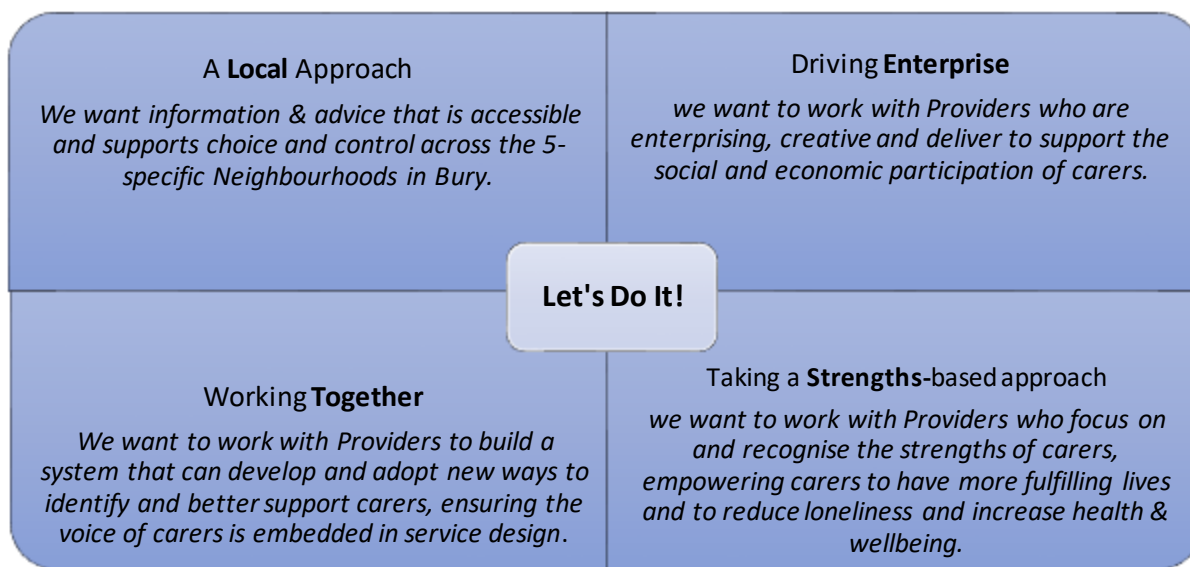 A Local Approach
We want information & advice that is accessible
and supports choice and control across the 5-
specific Neighbourhoods in Bury.
Driving Enterprise
we want to work with Providers who are
enterprising, creative and deliver to support the
social and economic participation of carers.
Let's Do It!
Working Together
We want to work with Providers to build a
system that can develop and adopt new ways to
identify and better support carers, ensuring the
voice of carers is embedded in service design.
Taking a Strengths-based approach
we want to work with Providers who focus on
and recognise the strengths of carers,
empowering carers to have more fulfilling lives
and to reduce loneliness and increase health &
wellbeing.